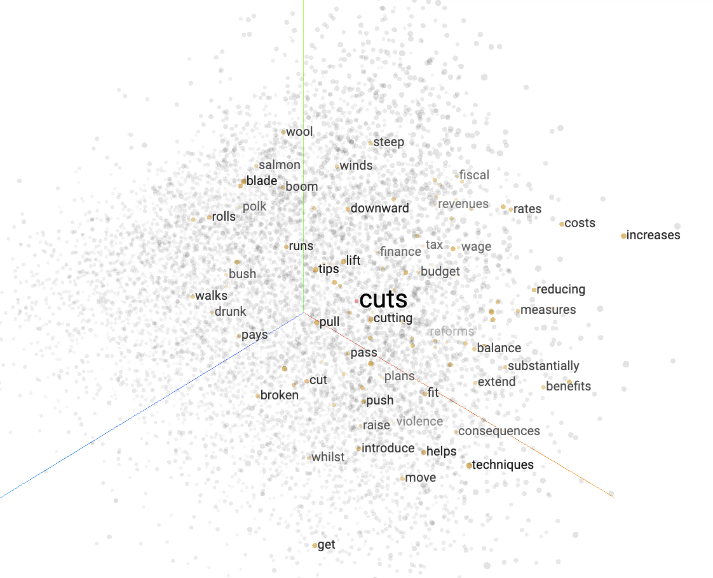 wool
steep
salmon
winds
fiscal
blade
boom
polk
downward
revenues
rates
rolls
costs
increases
runs
finance
tax
wage
lift
tips
budget
bush
reducing
walks
cuts
drunk
measures
pull
cutting
reforms
pays
balance
pass
substantially
plans
cut
extend
benefits
broken
fit
push
raise
violence
consequences
introduce
helps
whilst
techniques
move
get